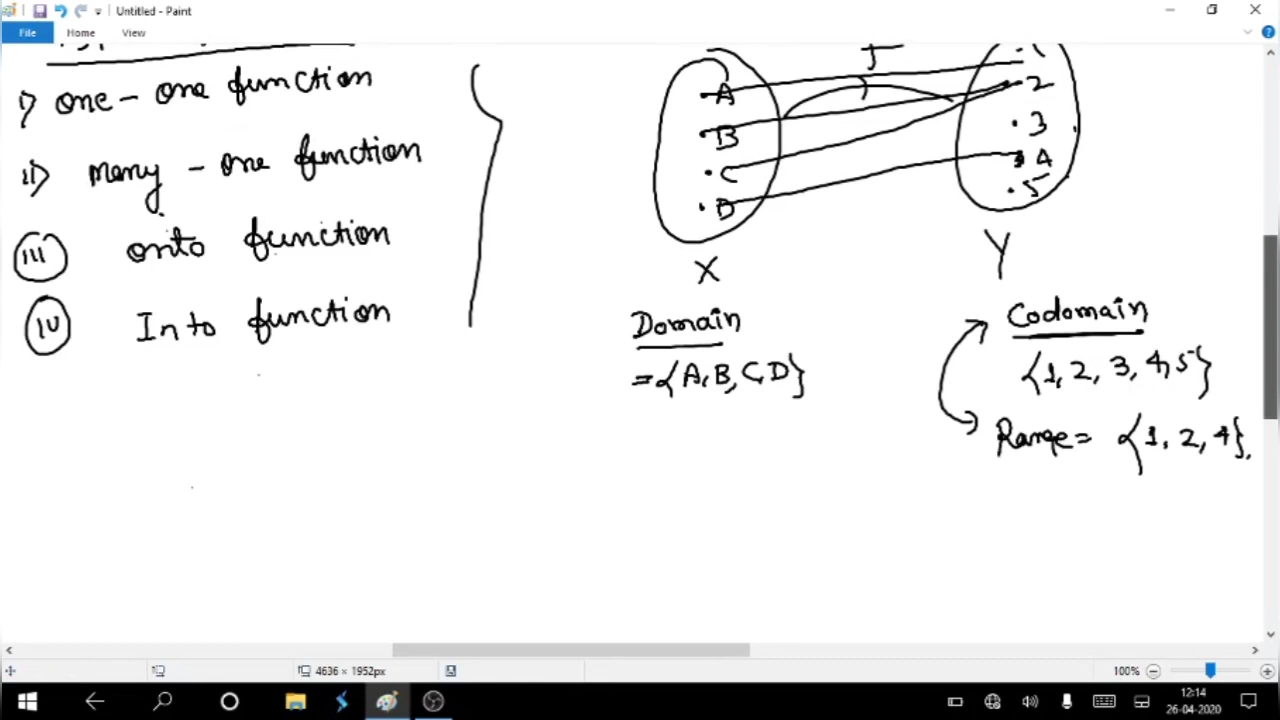 Untitled - Paint
File Home View
i) one - one function
ii) Many - one function
iii) onto function
iv) Into function
f
A
B
C
D
X
1
2
3
4
5
Y
Domain
= {A, B, C, D}
Codomain
{1, 2, 3, 4, 5}
Range = {1, 2, 4}.
4636 × 1952px
100%
12:14
26-04-2020